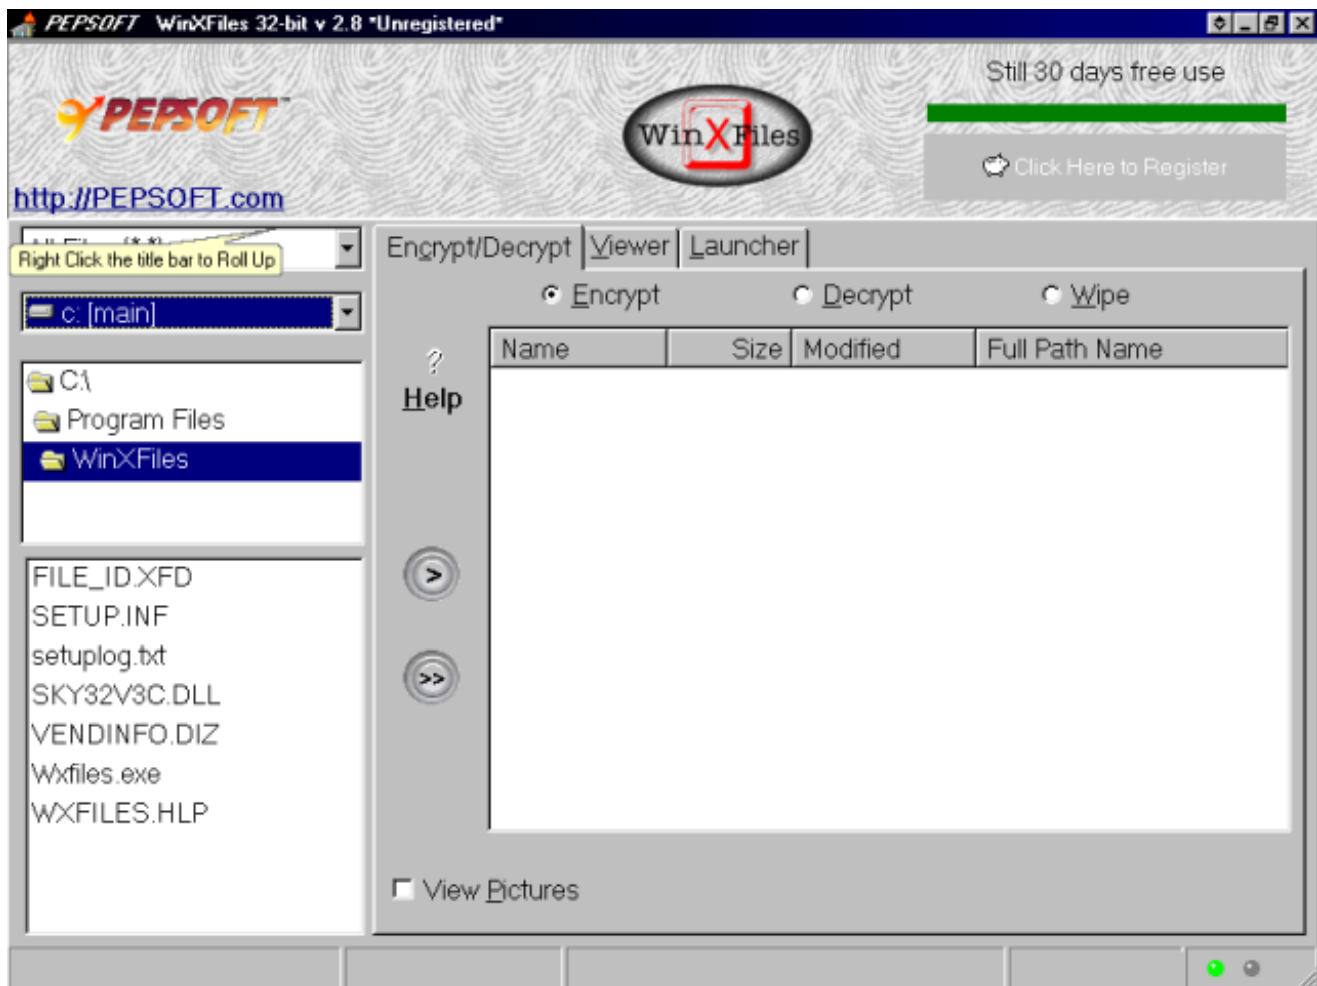 PEPSOFT WinXFiles 32-bit v 2.8 *Unregistered*
PEPSOFT™
WinXFiles
Still 30 days free use
Click Here to Register
http://PEPSOFT.com
Right Click the title bar to Roll Up
c: [main]
C:\
Program Files
WinXFiles
FILE_ID.XFD
SETUP.INF
setuplog.txt
SKY32V3C.DLL
VENDINFO.DIZ
Wxfiles.exe
WXFILES.HLP
Encrypt/Decrypt Viewer Launcher
Encrypt Decrypt Wipe
? Help
Name Size Modified Full Path Name
>
>>
View Pictures